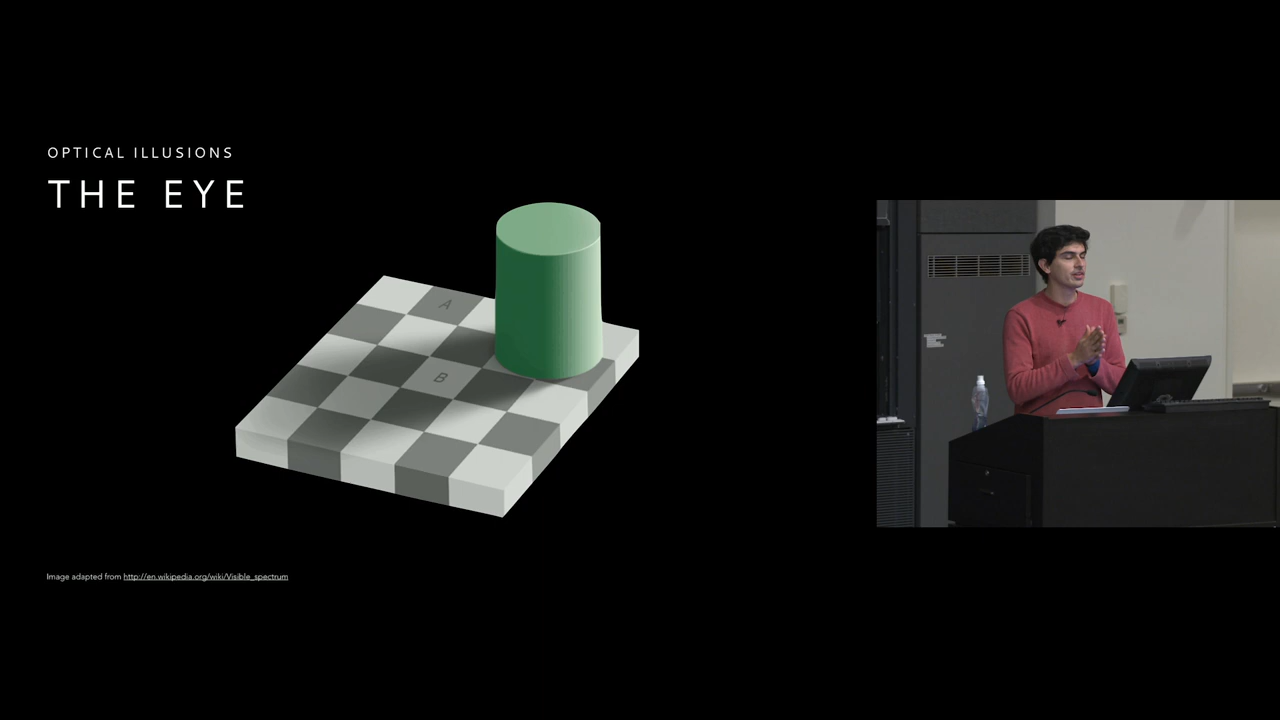 OPTICAL ILLUSIONS
THE EYE
A
B
Image adapted from http://en.wikipedia.org/wiki/Visible_spectrum